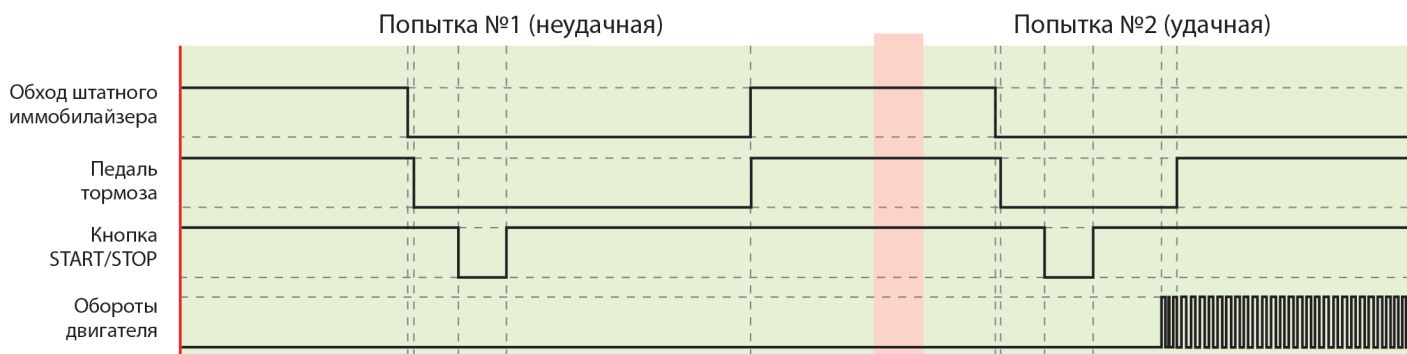 Попытка №1 (неудачная)
Попытка №2 (удачная)
Обход штатного
иммобилайзера
Педаль
тормоза
Кнопка
START/STOP
Обороты
двигателя